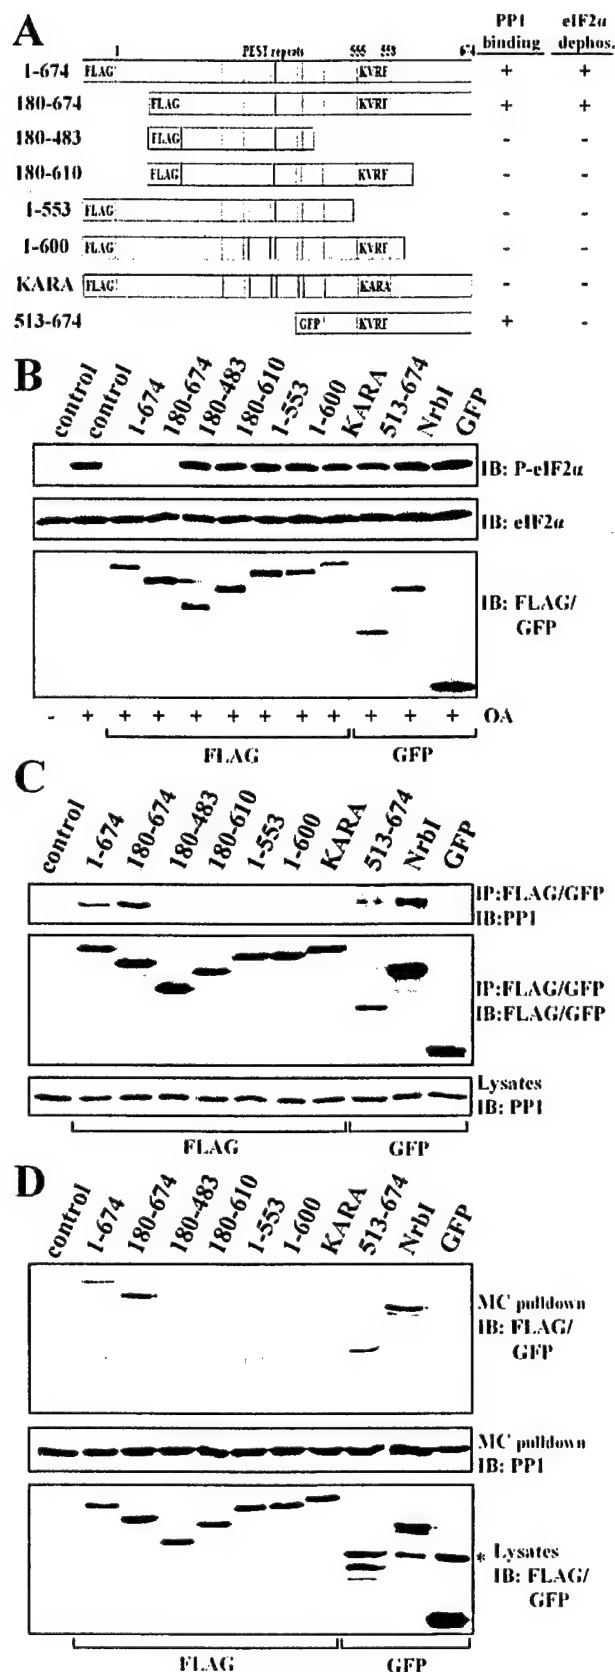 A
PP1 binding
eIF2α dephos.
1 PEST repeats 555 558 674
1-674 FLAG KVRF + +
180-674 FLAG KVRF + +
180-483 FLAG - -
180-610 FLAG KVRF - -
1-553 FLAG - -
1-600 FLAG KVRF - -
KARA FLAG KARA - -
513-674 GFP KVRF + -
B
control control 1-674 180-674 180-483 180-610 1-553 1-600 KARA 513-674 NrbI GFP
IB: P-eIF2α
IB: eIF2α
IB: FLAG/
GFP
- + + + + + + + + + + + OA
FLAG GFP
C
control 1-674 180-674 180-483 180-610 1-553 1-600 KARA 513-674 NrbI GFP
IP:FLAG/GFP
IB:PP1
IP:FLAG/GFP
IB:FLAG/GFP
Lysates
IB: PP1
FLAG GFP
D
control 1-674 180-674 180-483 180-610 1-553 1-600 KARA 513-674 NrbI GFP
MC pulldown
IB: FLAG/
GFP
MC pulldown
IB: PP1
* Lysates
IB: FLAG/
GFP
FLAG GFP